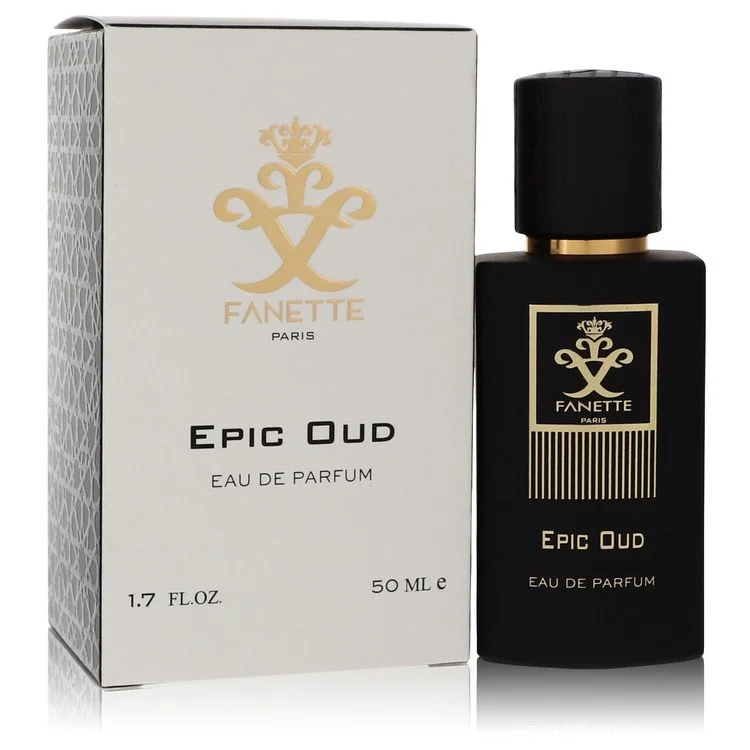 FANETTE
PARIS
EPIC OUD
EAU DE PARFUM
1.7 FL.OZ.
50 ML e
FANETTE
PARIS
EPIC OUD
EAU DE PARFUM